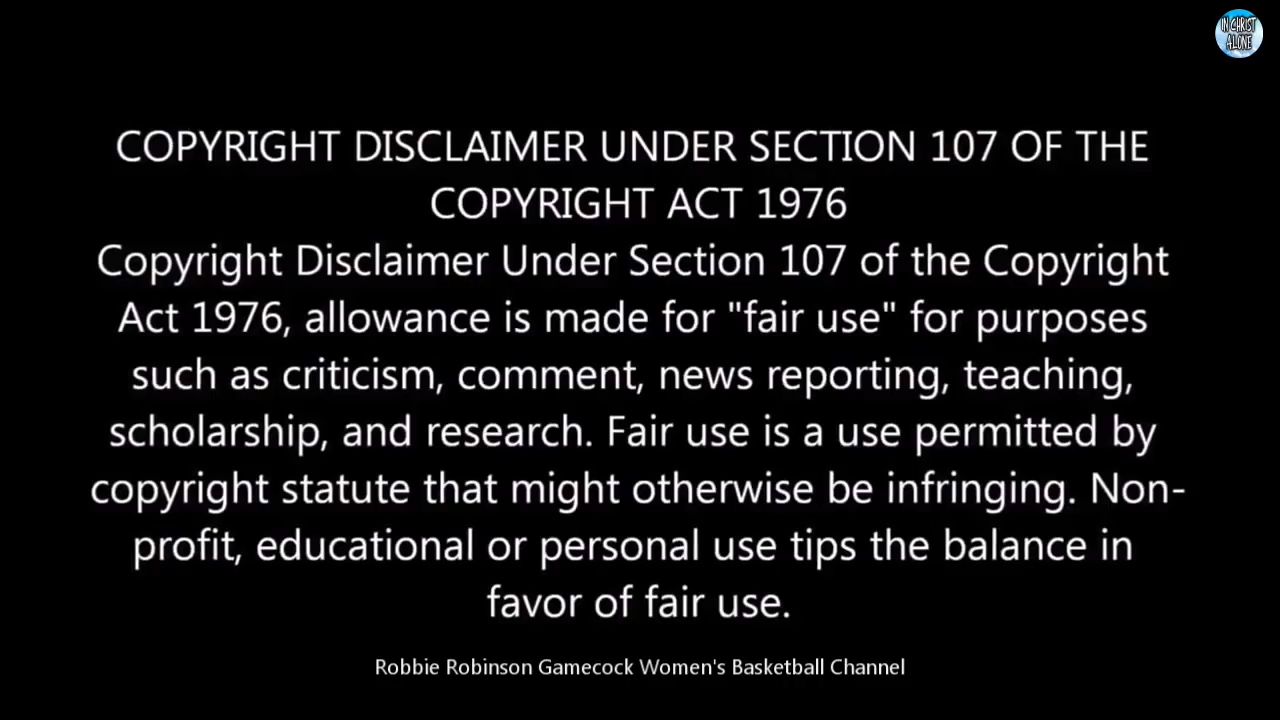 IN CHRIST
ALONE
COPYRIGHT DISCLAIMER UNDER SECTION 107 OF THE
COPYRIGHT ACT 1976
Copyright Disclaimer Under Section 107 of the Copyright
Act 1976, allowance is made for "fair use" for purposes
such as criticism, comment, news reporting, teaching,
scholarship, and research. Fair use is a use permitted by
copyright statute that might otherwise be infringing. Non-
profit, educational or personal use tips the balance in
favor of fair use.
Robbie Robinson Gamecock Women's Basketball Channel